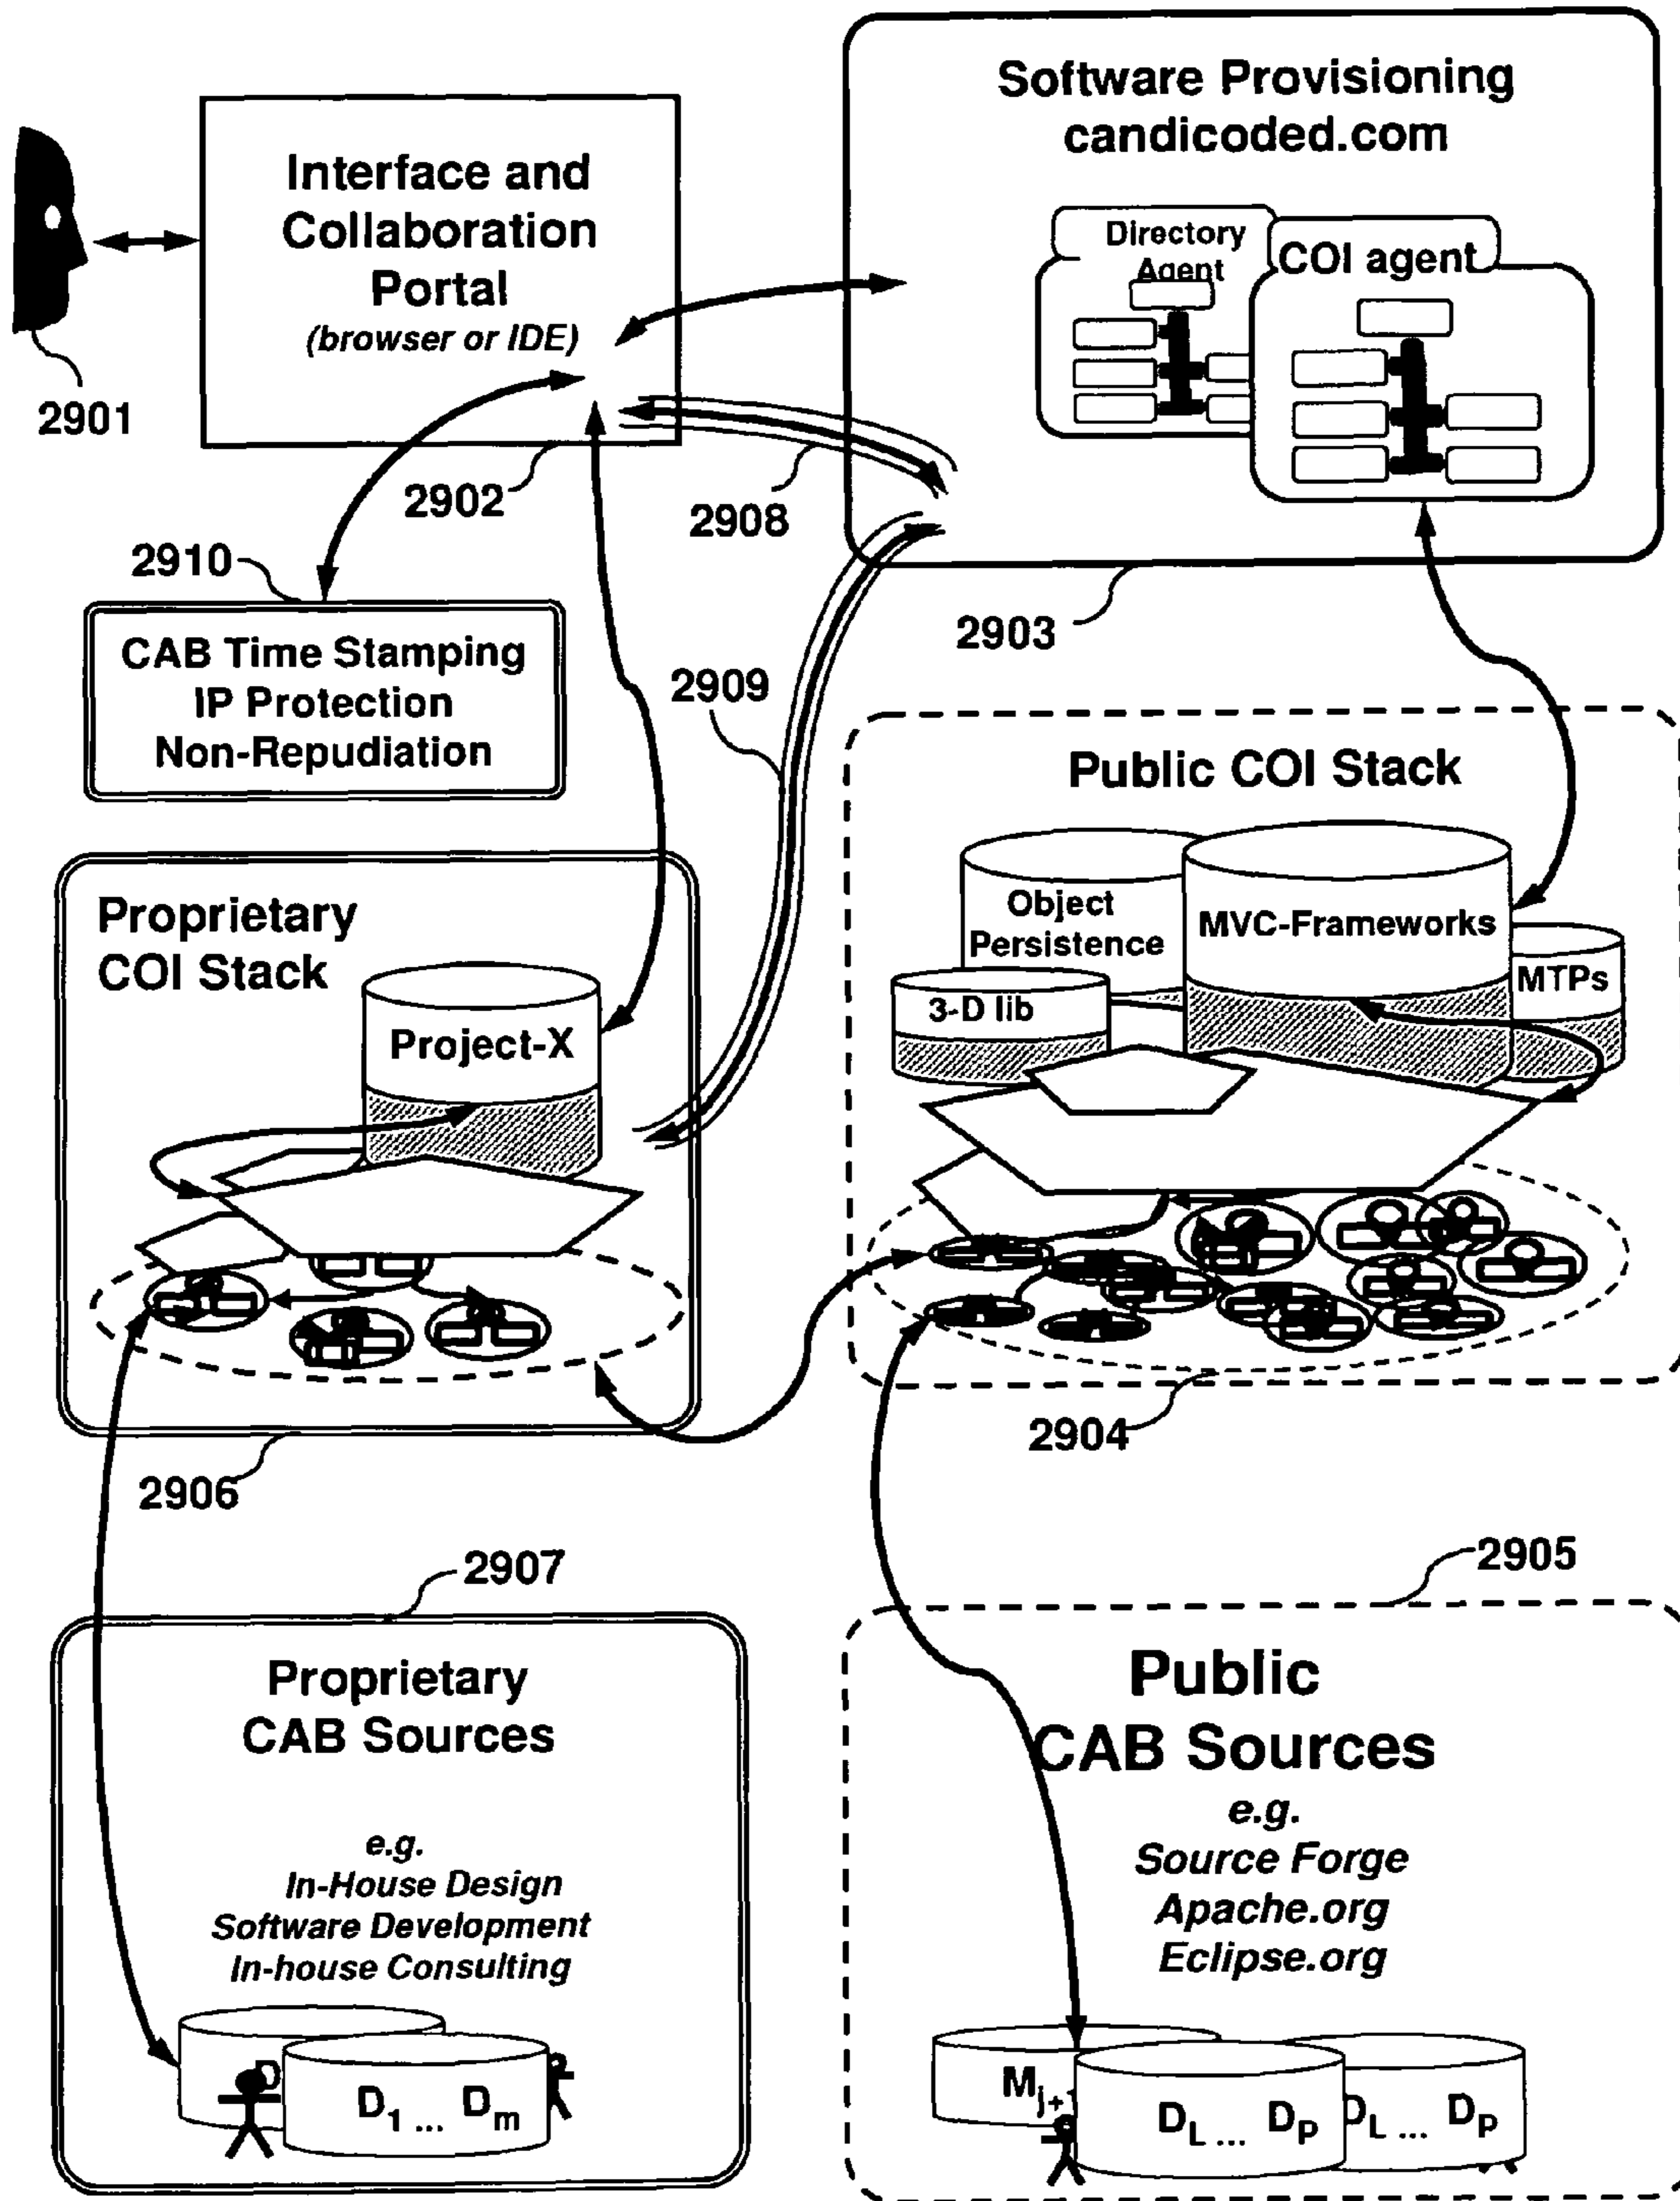 Software Provisioning
candicoded.com
Interface and
Collaboration
Portal
(browser or IDE)
Directory
Agent
COI agent
2901
2902
2908
2910
2903
CAB Time Stamping
IP Protection
Non-Repudiation
2909
Public COI Stack
Proprietary
COI Stack
Object
Persistence
MVC-Frameworks
MTPs
3-D lib
Project-X
2904
2906
2907
2905
Proprietary
CAB Sources
e.g.
In-House Design
Software Development
In-house Consulting
Public
CAB Sources
e.g.
Source Forge
Apache.org
Eclipse.org
D
D1 ... Dm
Mj+
DL ... Dp
DL ... Dp